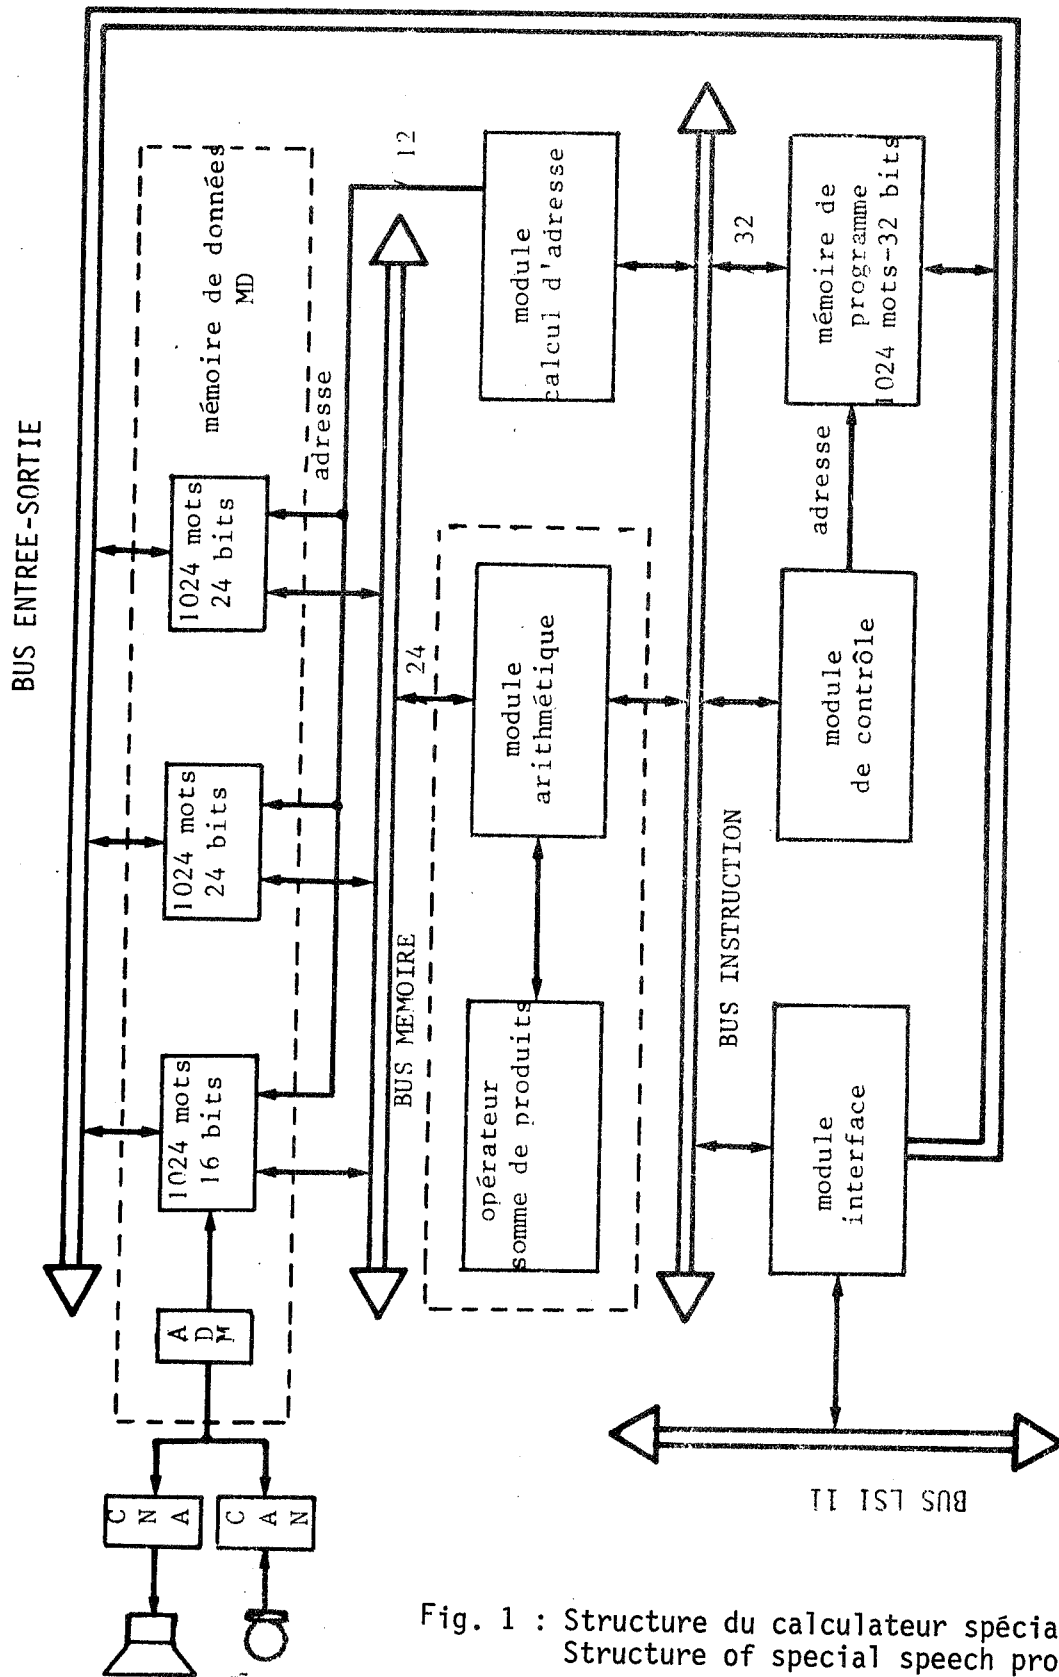 BUS ENTREE-SORTIE
mémoire de données
MD
adresse
12
1024 mots
24 bits
1024 mots
24 bits
1024 mots
16 bits
A
D
M
C
N
A
C
A
N
BUS MEMOIRE
24
module
calcul d'adresse
module
arithmétique
opérateur
somme de produits
BUS INSTRUCTION
32
mémoire de
programme
1024 mots-32 bits
adresse
module
de contrôle
module
interface
BUS LSI 11
Fig. 1 : Structure du calculateur spécia
Structure of special speech pro